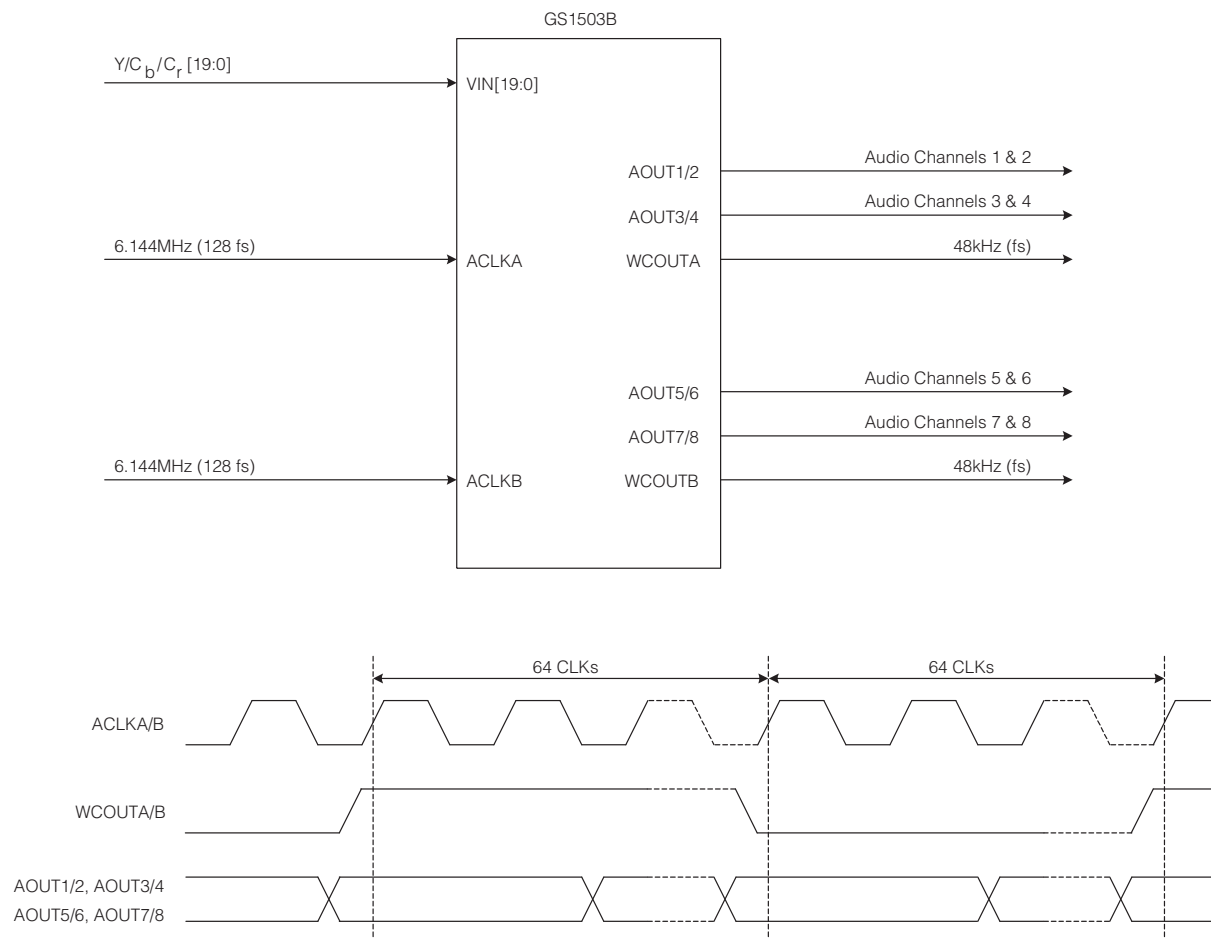 GS1503B
Y/Cb/Cr [19:0]
VIN[19:0]
AOUT1/2
Audio Channels 1 & 2
AOUT3/4
Audio Channels 3 & 4
6.144MHz (128 fs)
ACLKA
WCOUTA
48kHz (fs)
AOUT5/6
Audio Channels 5 & 6
AOUT7/8
Audio Channels 7 & 8
6.144MHz (128 fs)
ACLKB
WCOUTB
48kHz (fs)
64 CLKs
64 CLKs
ACLKA/B
WCOUTA/B
AOUT1/2, AOUT3/4
AOUT5/6, AOUT7/8